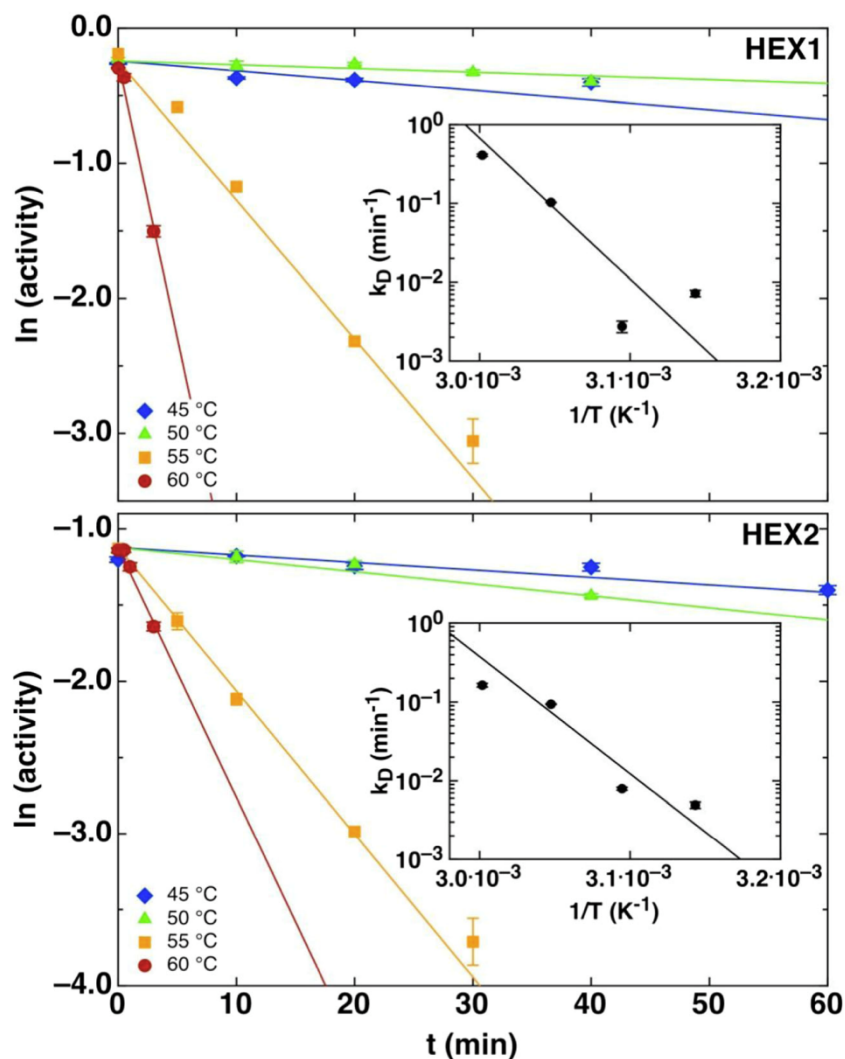 HEX1
0.0
−1.0
−2.0
−3.0
ln (activity)
45 °C
50 °C
55 °C
60 °C
10⁰
10⁻¹
10⁻²
10⁻³
k_D (min⁻¹)
3.0·10⁻³ 3.1·10⁻³ 3.2·10⁻³
1/T (K⁻¹)
HEX2
−1.0
−2.0
−3.0
−4.0
ln (activity)
45 °C
50 °C
55 °C
60 °C
10⁰
10⁻¹
10⁻²
10⁻³
k_D (min⁻¹)
3.0·10⁻³ 3.1·10⁻³ 3.2·10⁻³
1/T (K⁻¹)
0 10 20 30 40 50 60
t (min)